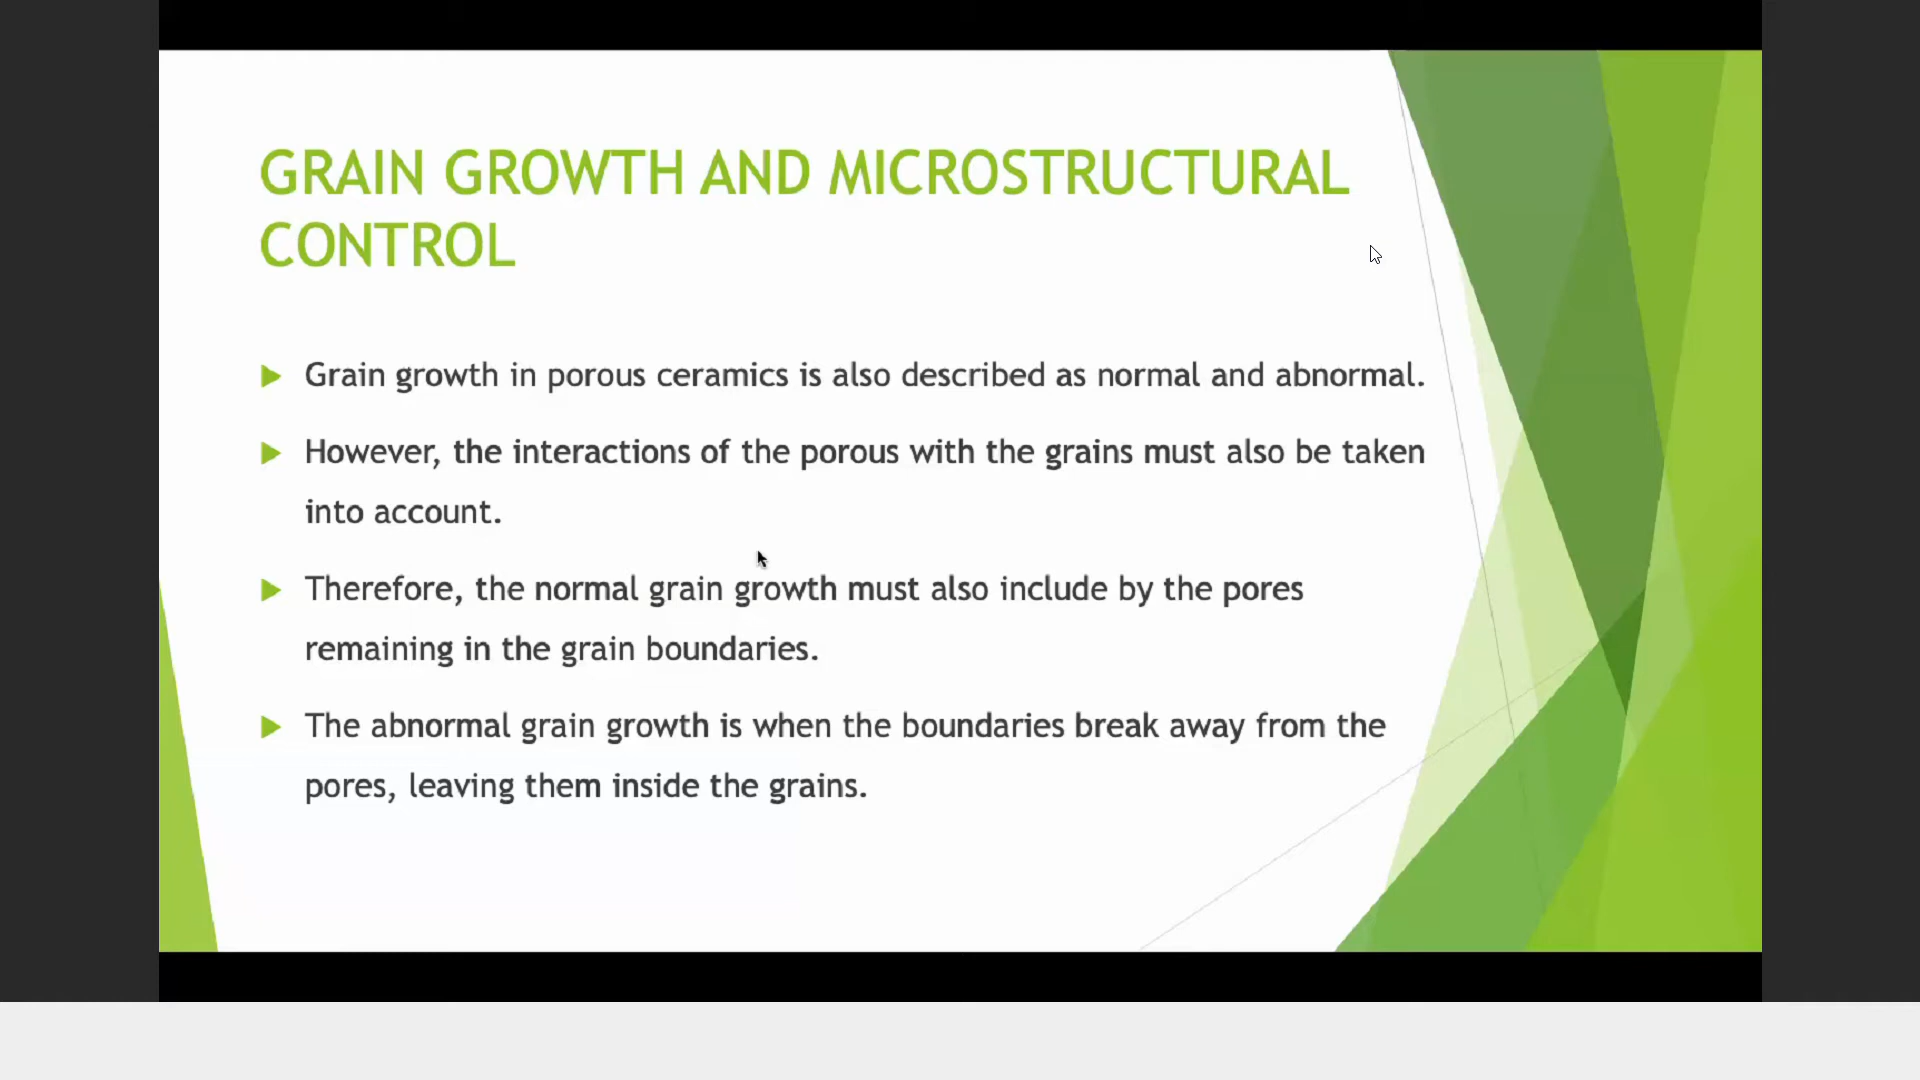 GRAIN GROWTH AND MICROSTRUCTURAL
CONTROL
Grain growth in porous ceramics is also described as normal and abnormal.
However, the interactions of the porous with the grains must also be taken
into account.
Therefore, the normal grain growth must also include by the pores
remaining in the grain boundaries.
The abnormal grain growth is when the boundaries break away from the
pores, leaving them inside the grains.